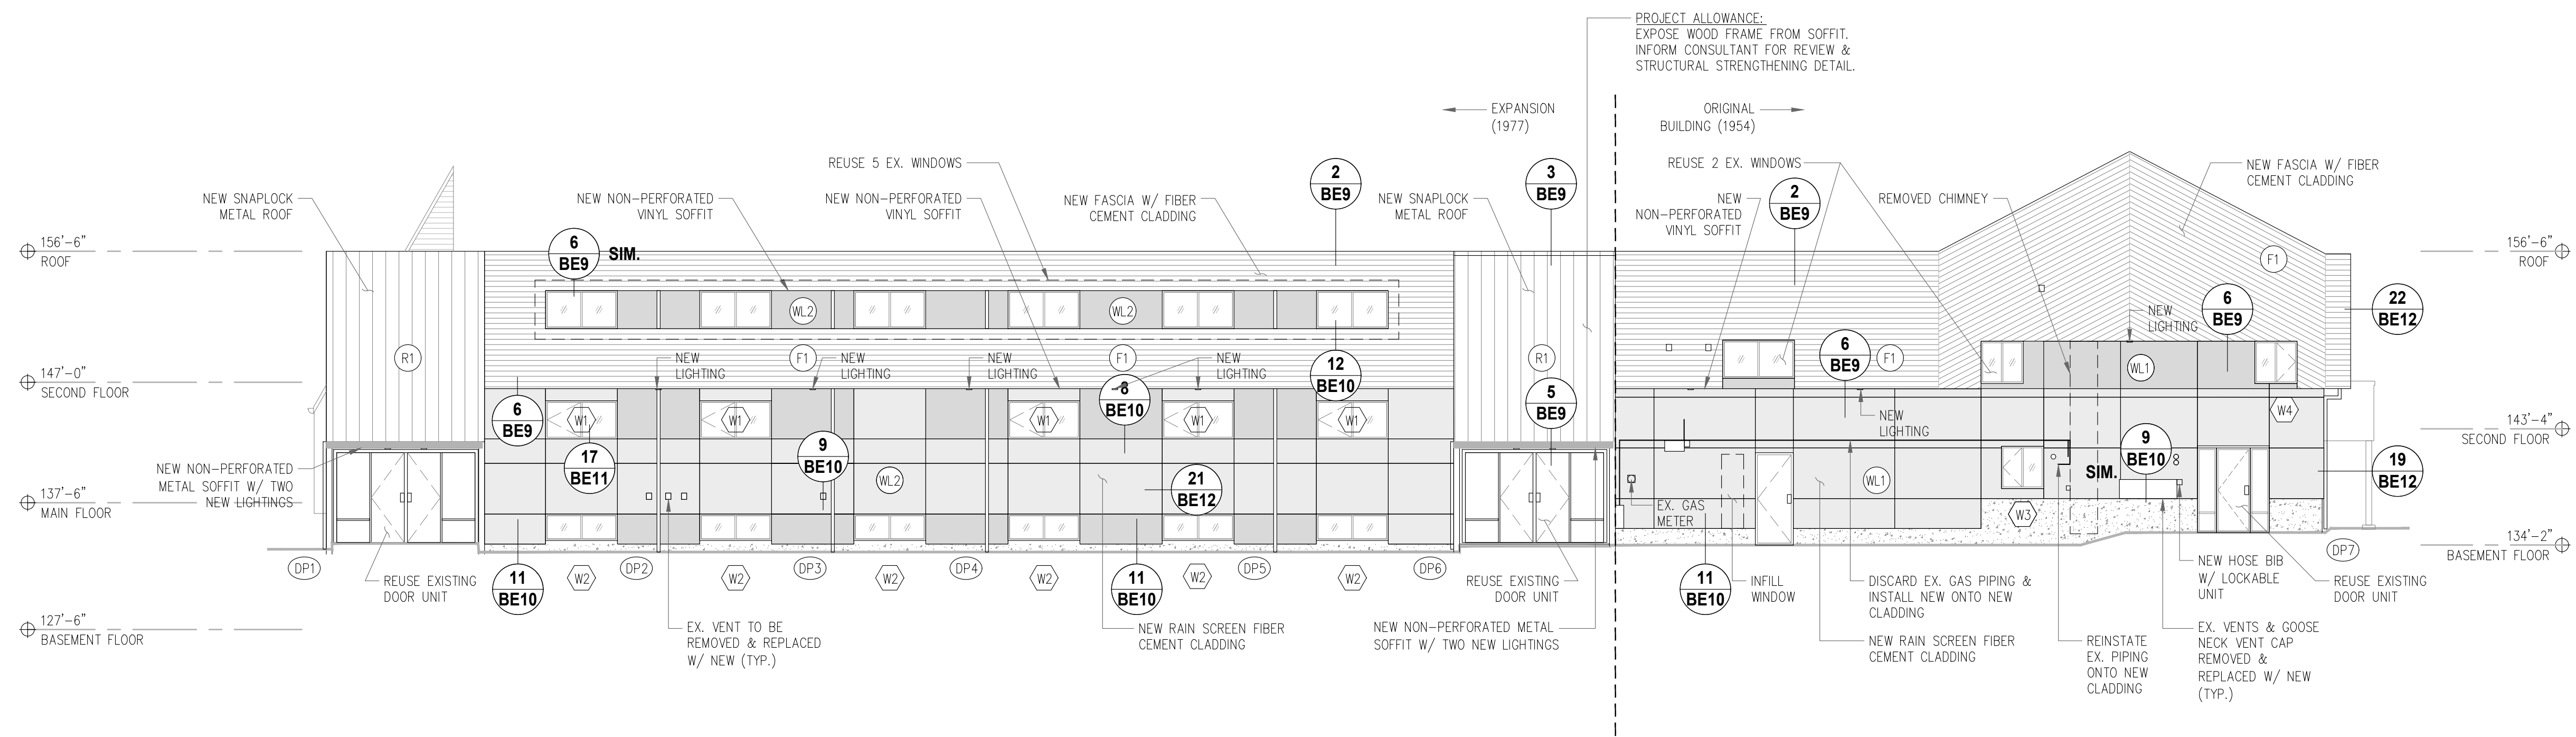 PROJECT ALLOWANCE:
EXPOSE WOOD FRAME FROM SOFFIT.
INFORM CONSULTANT FOR REVIEW &
STRUCTURAL STRENGTHENING DETAIL.
EXPANSION
(1977)
ORIGINAL
BUILDING (1954)
NEW SNAPLOCK
METAL ROOF
NEW NON-PERFORATED
VINYL SOFFIT
REUSE 5 EX. WINDOWS
NEW NON-PERFORATED
VINYL SOFFIT
NEW FASCIA W/ FIBER
CEMENT CLADDING
2
BE9
NEW SNAPLOCK
METAL ROOF
3
BE9
REUSE 2 EX. WINDOWS
NEW
NON-PERFORATED
VINYL SOFFIT
2
BE9
REMOVED CHIMNEY
NEW FASCIA W/ FIBER
CEMENT CLADDING
156'-6"
ROOF
6
BE9
SIM.
F1
156'-6"
ROOF
WL2
WL2
6
BE9
22
BE12
NEW
LIGHTING
R1
F1
F1
R1
6
BE9
F1
WL1
NEW
LIGHTING
NEW
LIGHTING
NEW
LIGHTING
NEW
LIGHTING
NEW
LIGHTING
12
BE10
147'-0"
SECOND FLOOR
8
BE10
5
BE9
6
BE9
W1
W1
W1
W1
W1
NEW
LIGHTING
W4
143'-4"
SECOND FLOOR
17
BE11
9
BE10
9
BE10
SIM.
NEW NON-PERFORATED
METAL SOFFIT W/ TWO
NEW LIGHTINGS
WL2
21
BE12
WL1
19
BE12
137'-6"
MAIN FLOOR
EX. GAS
METER
W3
134'-2"
BASEMENT FLOOR
DP1
DP2
DP3
DP4
DP5
DP6
DP7
W2
W2
W2
W2
W2
W2
11
BE10
11
BE10
11
BE10
REUSE EXISTING
DOOR UNIT
REUSE EXISTING
DOOR UNIT
INFILL
WINDOW
DISCARD EX. GAS PIPING &
INSTALL NEW ONTO NEW
CLADDING
NEW HOSE BIB
W/ LOCKABLE
UNIT
REUSE EXISTING
DOOR UNIT
127'-6"
BASEMENT FLOOR
EX. VENT TO BE
REMOVED & REPLACED
W/ NEW (TYP.)
NEW RAIN SCREEN FIBER
CEMENT CLADDING
NEW NON-PERFORATED METAL
SOFFIT W/ TWO NEW LIGHTINGS
NEW RAIN SCREEN FIBER
CEMENT CLADDING
REINSTATE
EX. PIPING
ONTO NEW
CLADDING
EX. VENTS & GOOSE
NECK VENT CAP
REMOVED &
REPLACED W/ NEW
(TYP.)